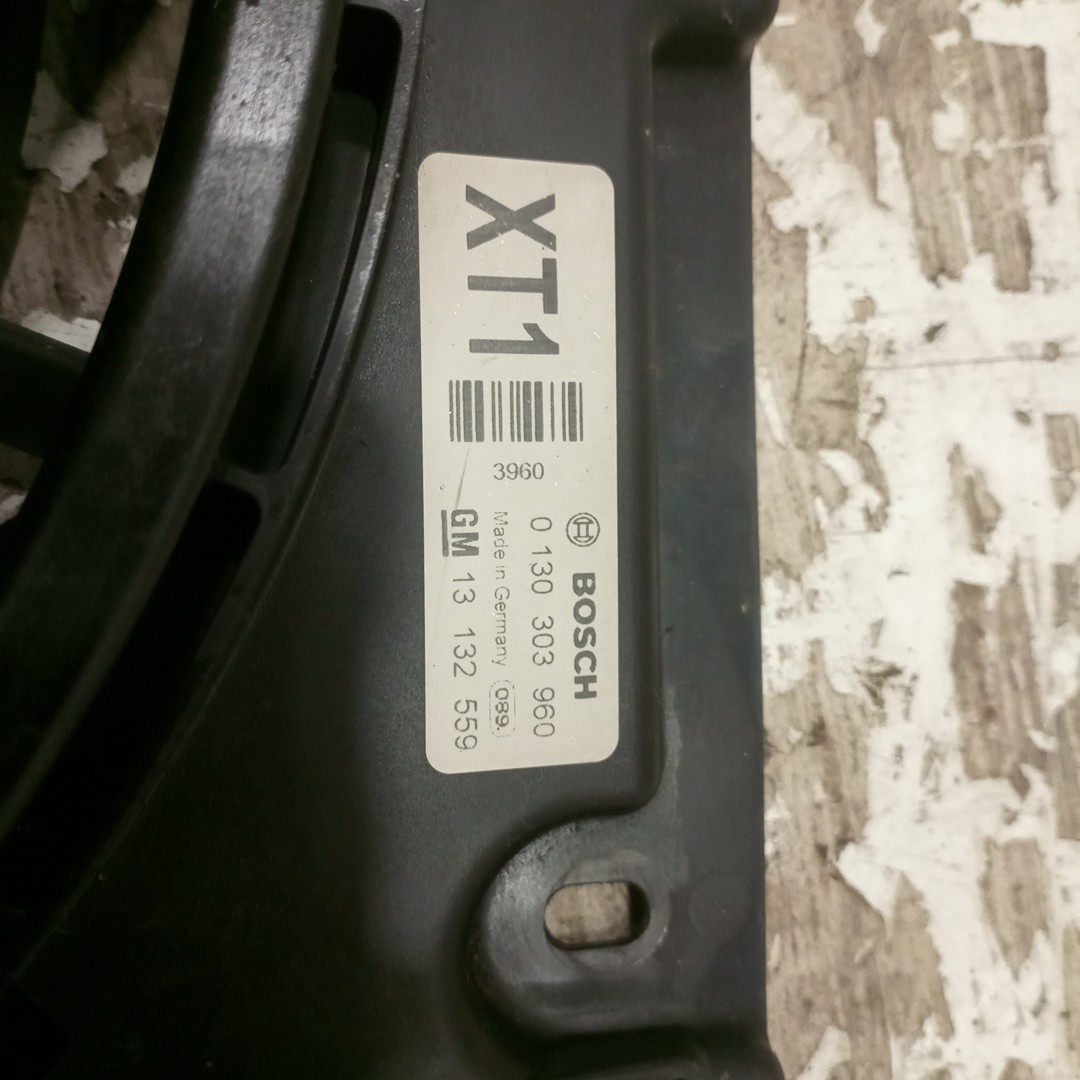 XT1
3960
BOSCH
0 130 303 960
Made in Germany 089.
GM 13 132 559